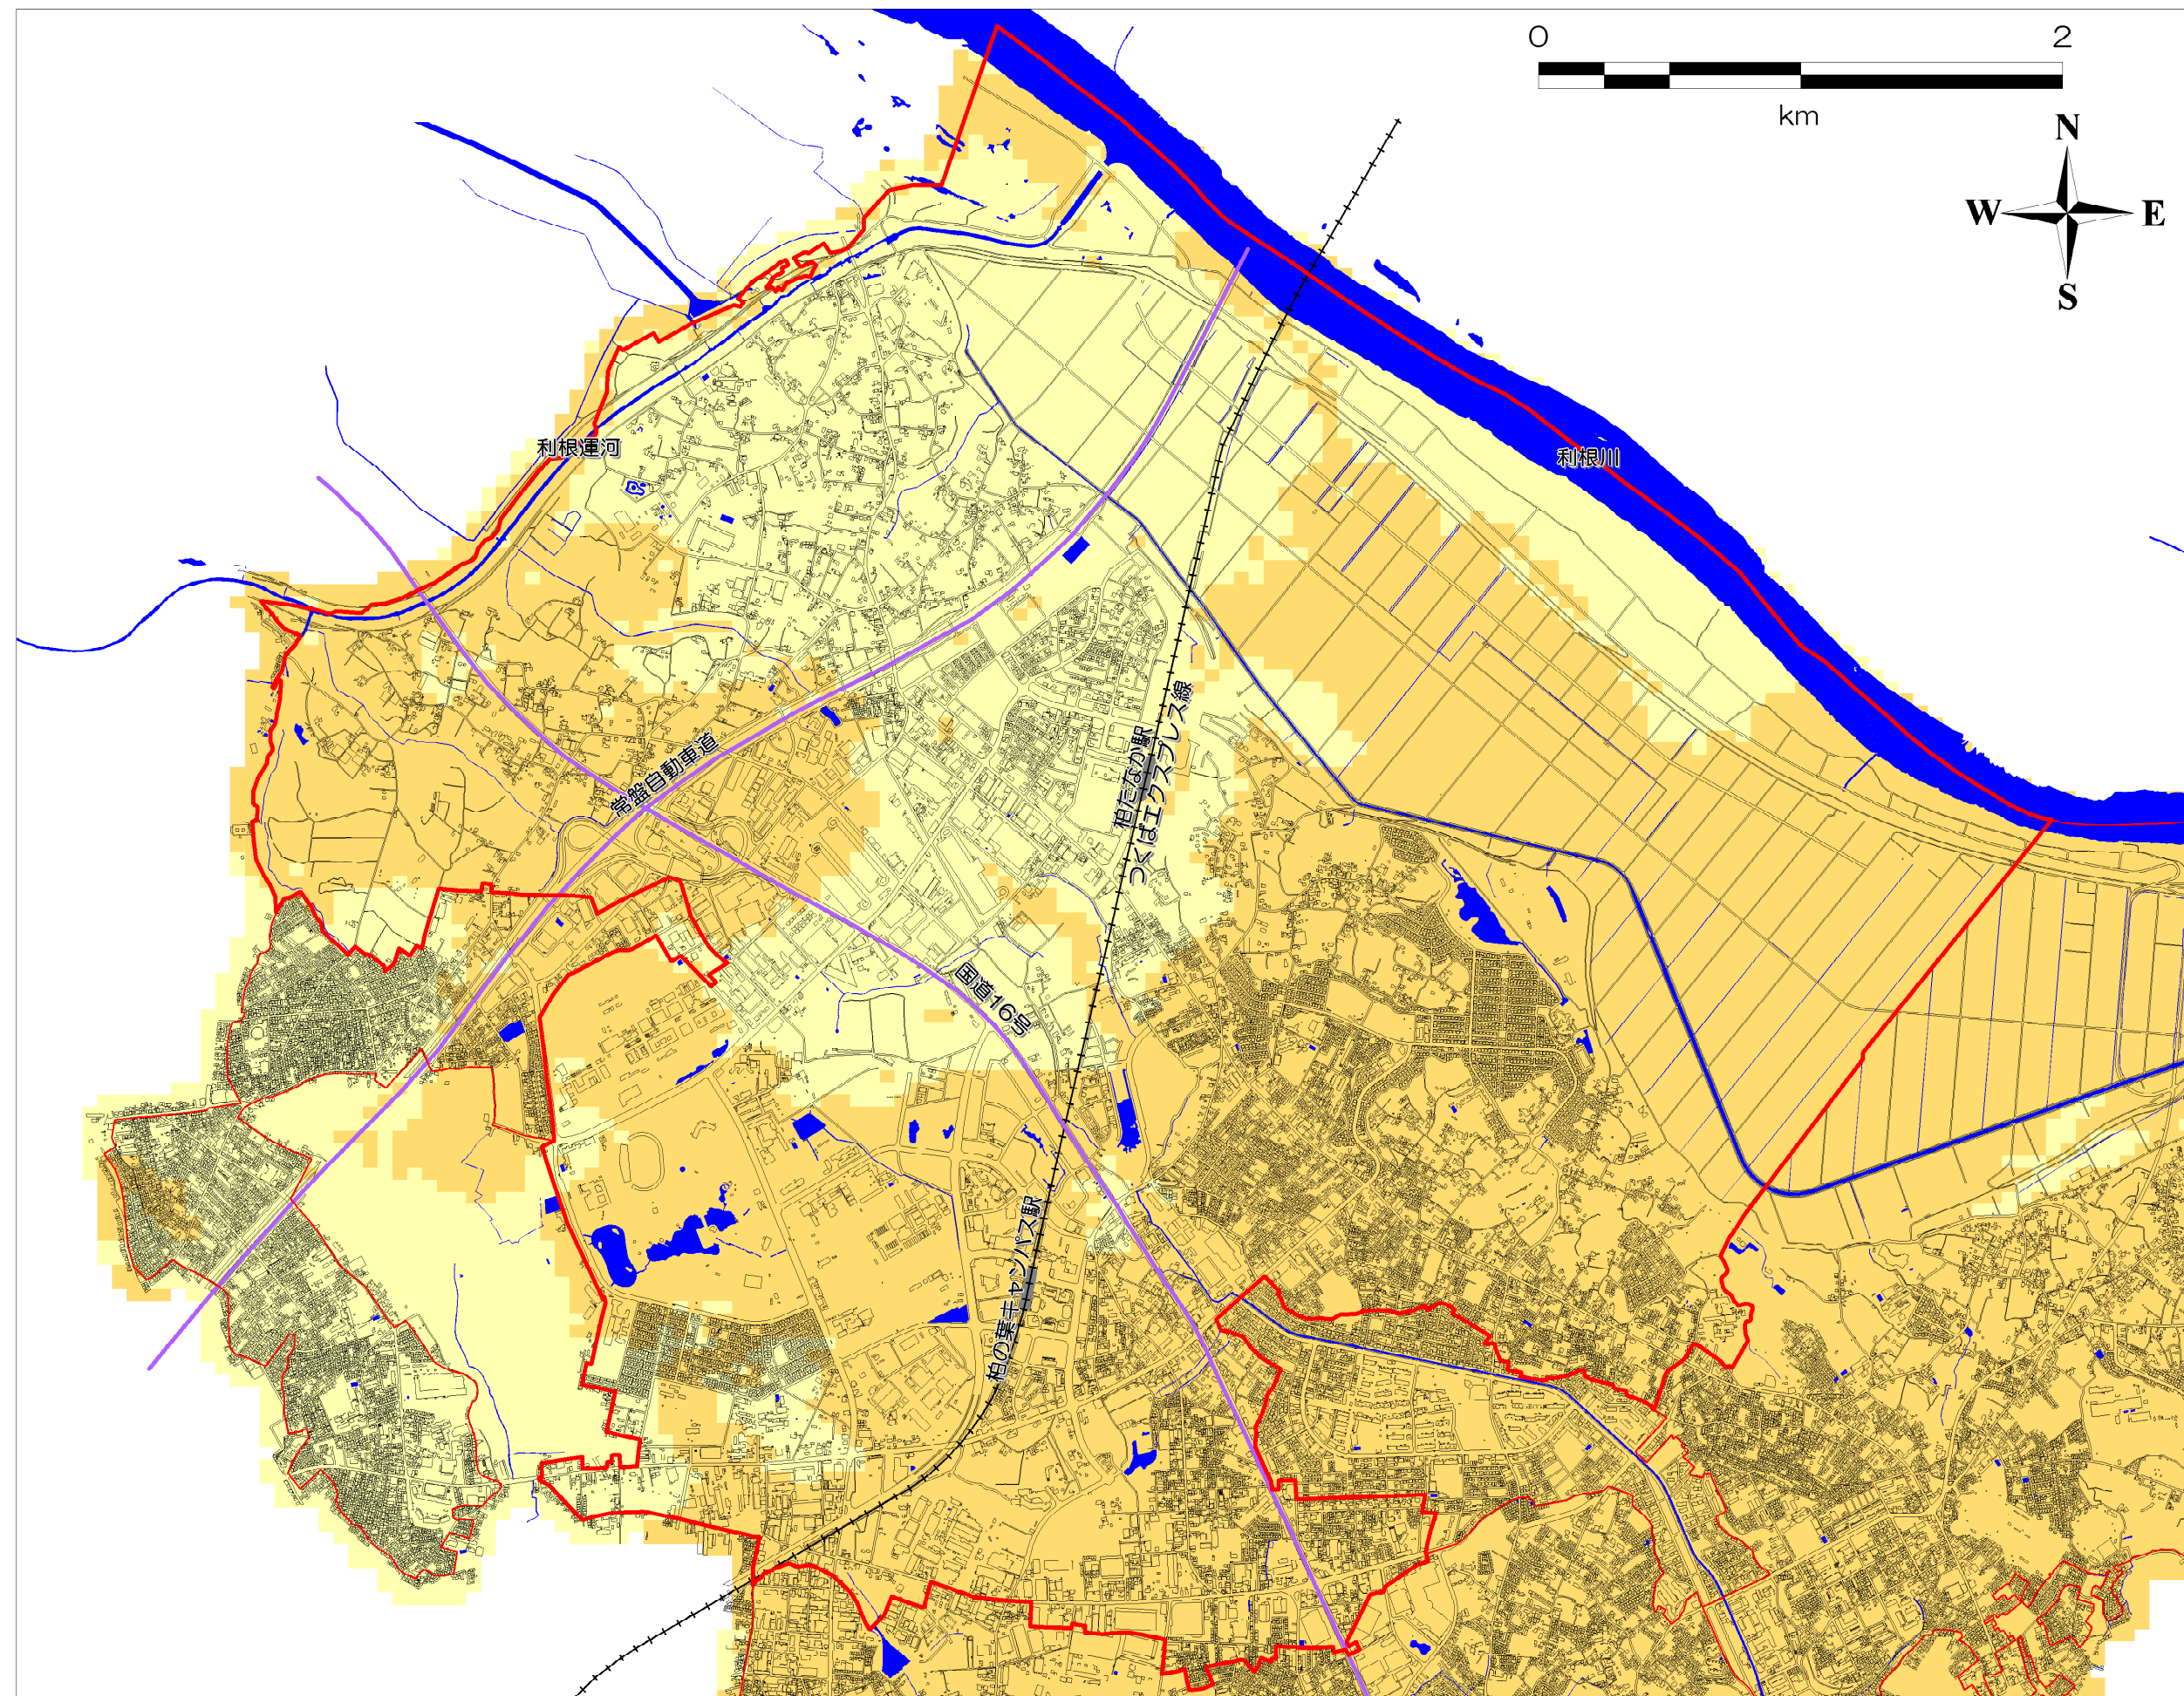 0
2
km
N
W
E
S
利根運河
利根川
常盤自動車道
柏たなか駅
つくばエクスプレス線
国道16号
柏の葉キャンパス駅